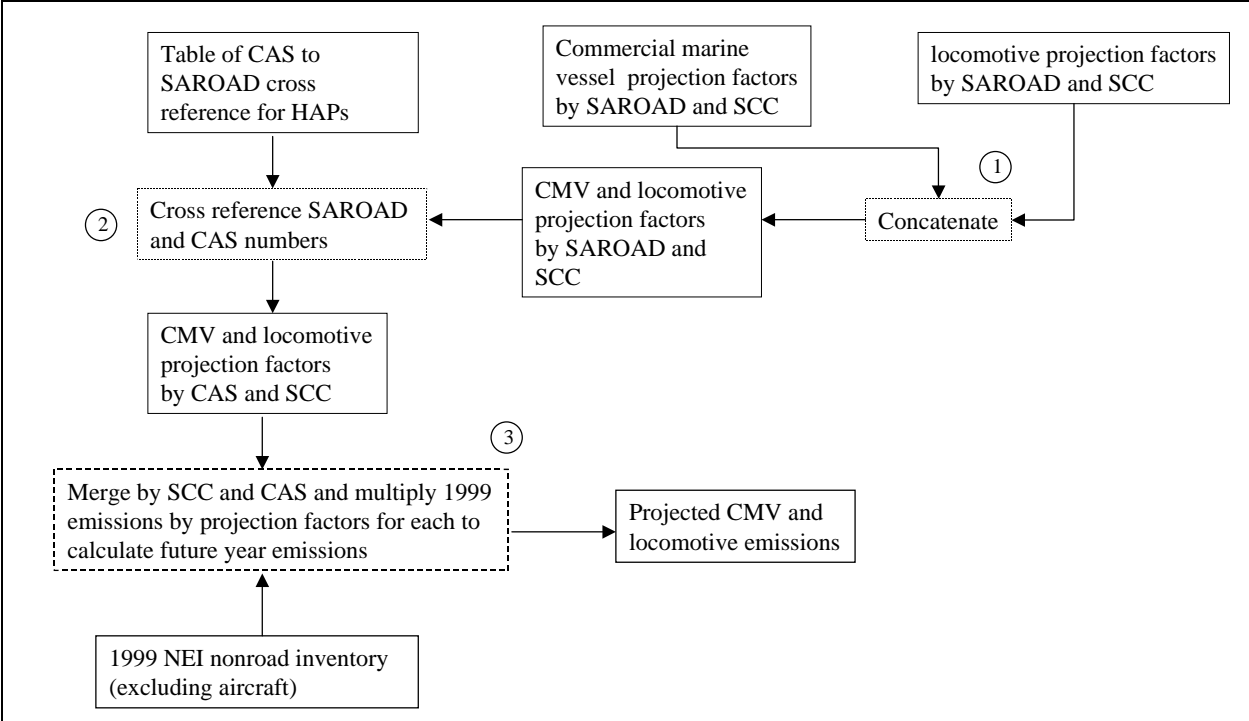 Table of CAS to
SAROAD cross
reference for HAPs
Commercial marine
vessel projection factors
by SAROAD and SCC
locomotive projection factors
by SAROAD and SCC
1
Concatenate
CMV and locomotive
projection factors
by SAROAD and
SCC
2
Cross reference SAROAD
and CAS numbers
CMV and locomotive
projection factors
by CAS and SCC
3
Merge by SCC and CAS and multiply 1999
emissions by projection factors for each to
calculate future year emissions
Projected CMV and
locomotive emissions
1999 NEI nonroad inventory
(excluding aircraft)